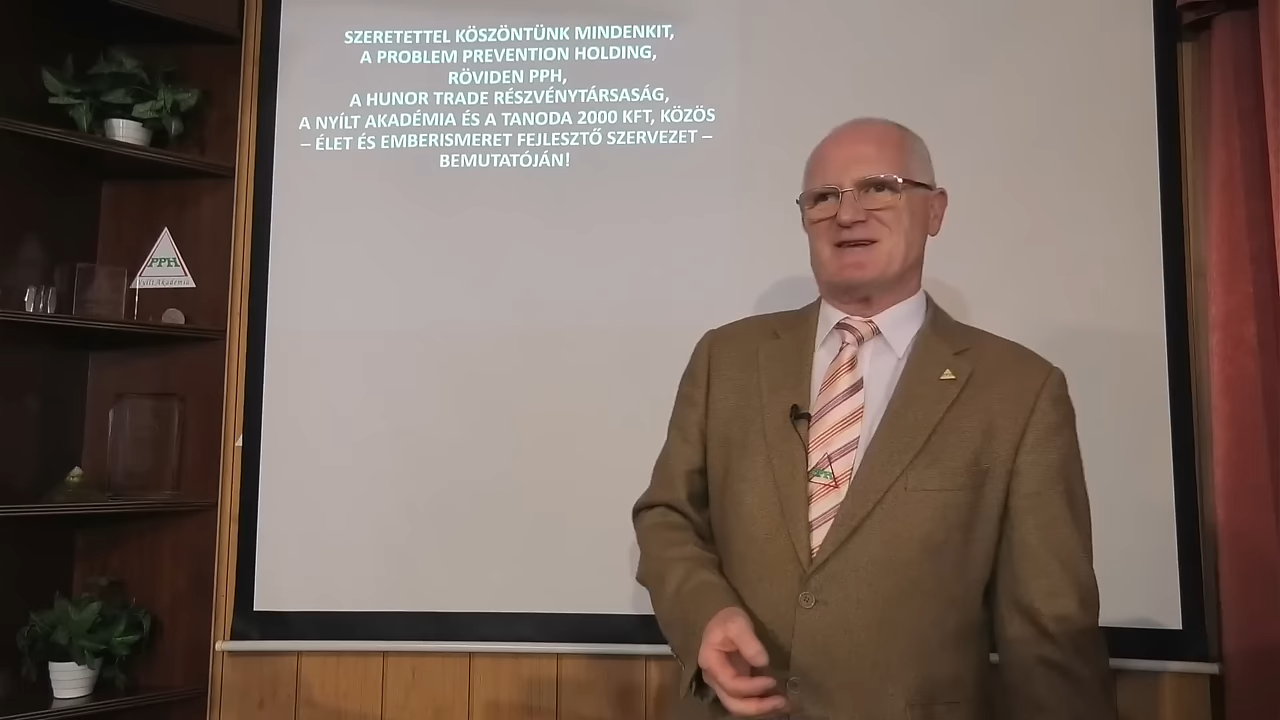 SZERETETTEL KÖSZÖNTÜNK MINDENKIT,
A PROBLEM PREVENTION HOLDING,
RÖVIDEN PPH,
A HUNOR TRADE RÉSZVÉNYTÁRSASÁG,
A NYÍLT AKADÉMIA ÉS A TANODA 2000 KFT, KÖZÖS
– ÉLET ÉS EMBERISMERET FEJLESZTŐ SZERVEZET –
BEMUTATÓJÁN!
PPH
Nyílt Akadémia
PPH